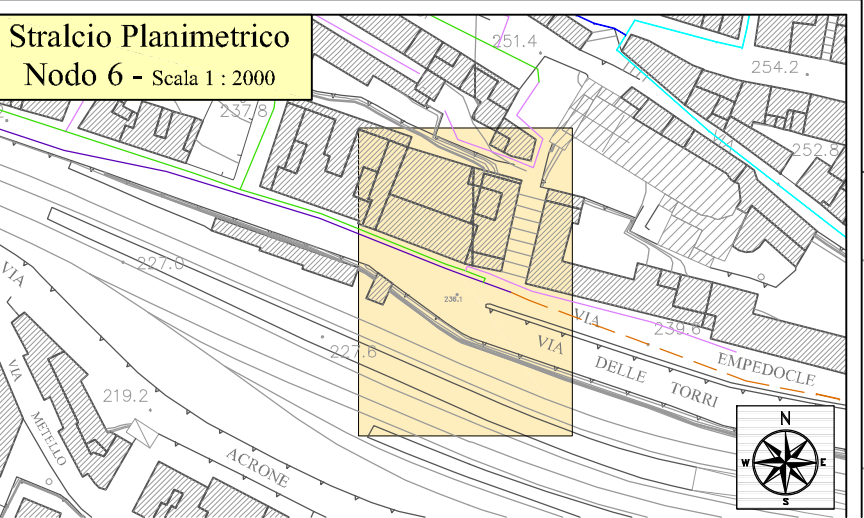 Stralcio Planimetrico
Nodo 6 - Scala 1 : 2000
251.4
254.2
237.8
252.8
227.0
VIA
236.1
VIA
239.6
227.6
VIA
EMPEDOCLE
DELLE
TORRI
VIA
219.2
METELLO
ACRONE
N
W
E
S